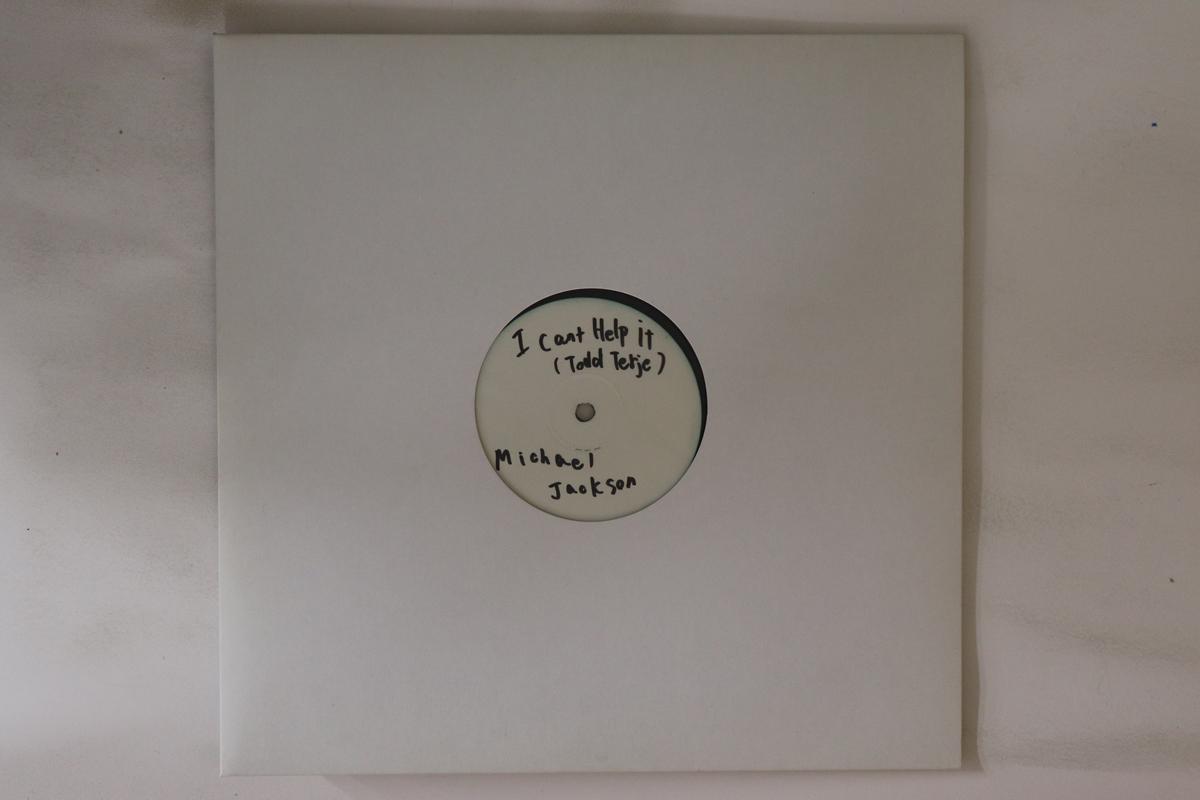 I Cant Help it
(Todd Terje)
Michael
Jackson